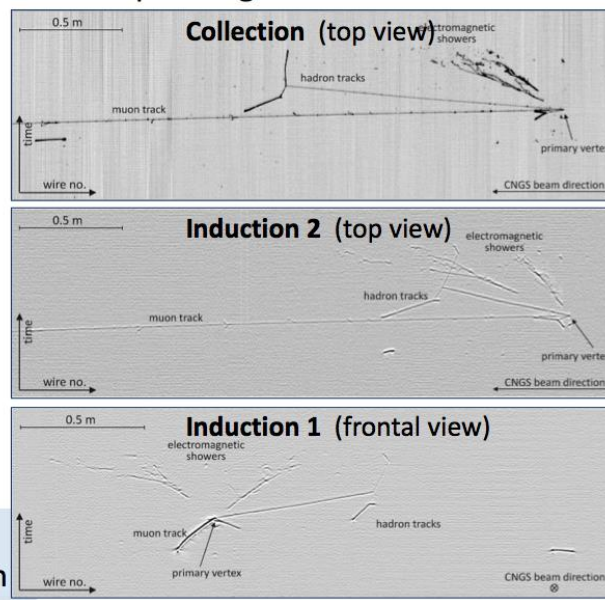 Collection (top view)
0.5 m
electromagnetic
showers
hadron tracks
muon track
time
primary verte
wire no.
CNGS beam direction
Induction 2 (top view)
0.5 m
electromagnetic
showers
hadron tracks
muon track
time
primary verte
wire no.
CNGS beam direction
Induction 1 (frontal view)
0.5 m
electromagnetic
showers
muon track
hadron tracks
time
primary vertex
wire no.
CNGS beam direction